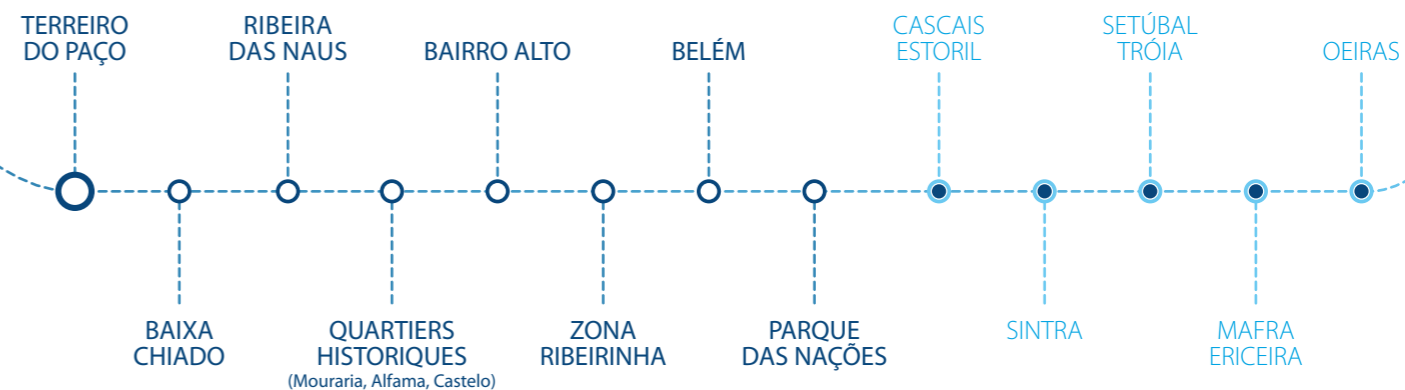 TERREIRO
DO PAÇO
RIBEIRA
DAS NAUS
BAIRRO ALTO
BELÉM
CASCAIS
ESTORIL
SETÚBAL
TRÓIA
OEIRAS
BAIXA
CHIADO
QUARTIERS
HISTORIQUES
(Mouraria, Alfama, Castelo)
ZONA
RIBEIRINHA
PARQUE
DAS NAÇÕES
SINTRA
MAFRA
ERICEIRA